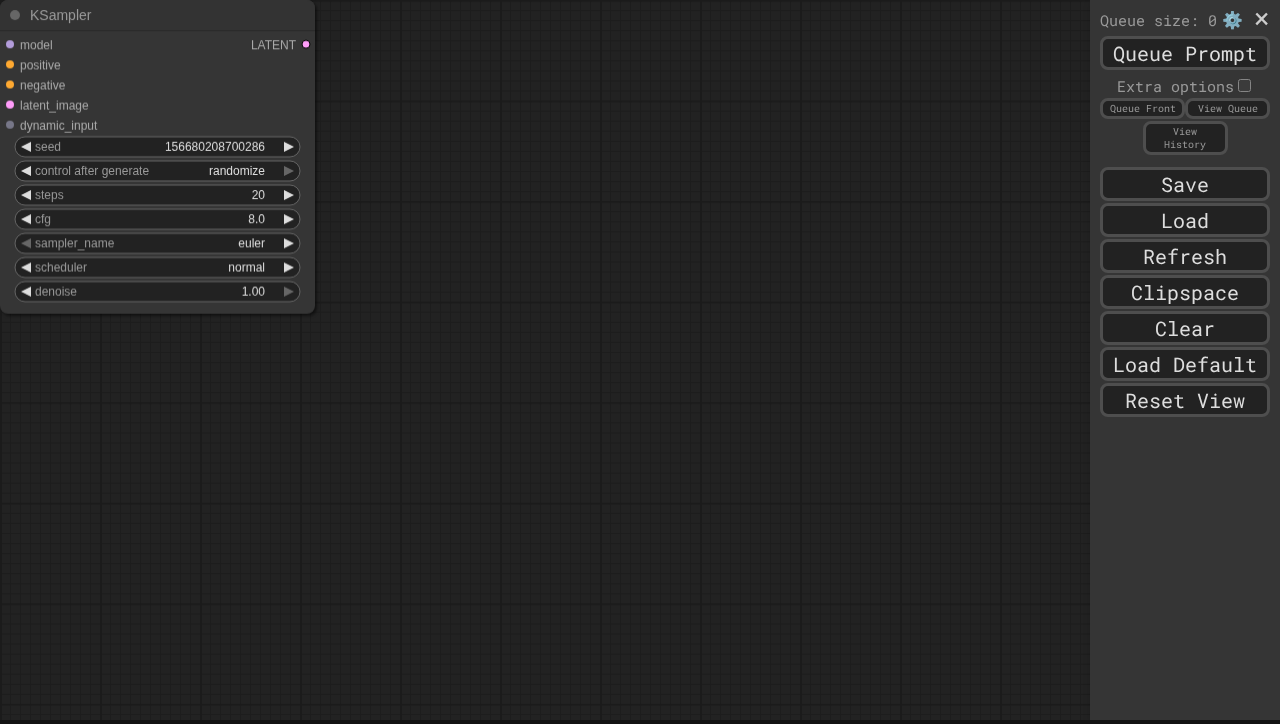 KSampler
model LATENT
positive
negative
latent_image
dynamic_input
seed 156680208700286
control after generate randomize
steps 20
cfg 8.0
sampler_name euler
scheduler normal
denoise 1.00
Queue size: 0
Queue Prompt
Extra options
Queue Front View Queue
View
History
Save
Load
Refresh
Clipspace
Clear
Load Default
Reset View